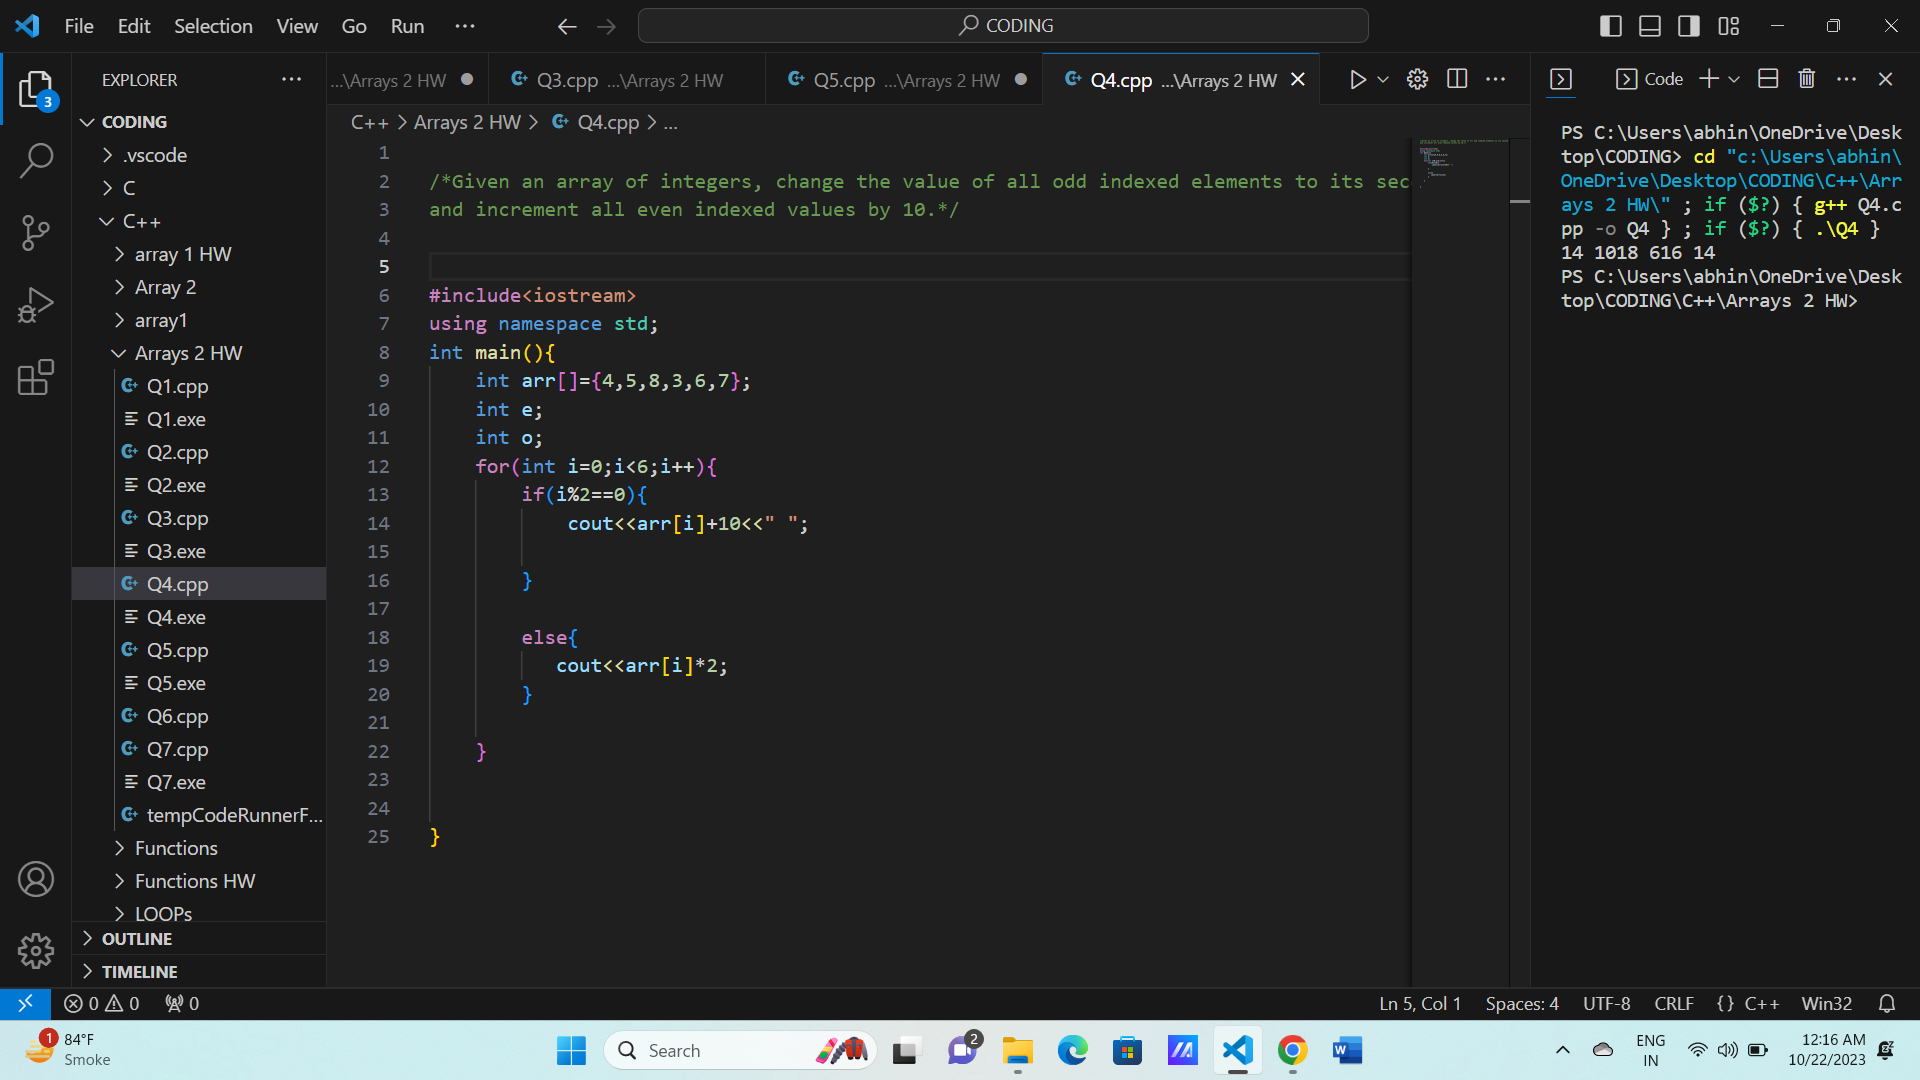 File Edit Selection View Go Run ··· CODING
EXPLORER ···
...\Arrays 2 HW Q3.cpp ...\Arrays 2 HW Q5.cpp ...\Arrays 2 HW Q4.cpp ...\Arrays 2 HW
C++ > Arrays 2 HW > Q4.cpp > ...
CODING
.vscode
C
C++
array 1 HW
Array 2
array1
Arrays 2 HW
Q1.cpp
Q1.exe
Q2.cpp
Q2.exe
Q3.cpp
Q3.exe
Q4.cpp
Q4.exe
Q5.cpp
Q5.exe
Q6.cpp
Q7.cpp
Q7.exe
tempCodeRunnerF...
Functions
Functions HW
LOOPs
OUTLINE
TIMELINE
3
1
2 /*Given an array of integers, change the value of all odd indexed elements to its sec
3 and increment all even indexed values by 10.*/
4
5
6 #include<iostream>
7 using namespace std;
8 int main(){
9 int arr[]={4,5,8,3,6,7};
10 int e;
11 int o;
12 for(int i=0;i<6;i++){
13 if(i%2==0){
14 cout<<arr[i]+10<<" ";
15
16 }
17
18 else{
19 cout<<arr[i]*2;
20 }
21
22 }
23
24
25 }
Code
PS C:\Users\abhin\OneDrive\Desk
top\CODING> cd "c:\Users\abhin\
OneDrive\Desktop\CODING\C++\Arr
ays 2 HW\" ; if ($?) { g++ Q4.c
pp -o Q4 } ; if ($?) { .\Q4 }
14 1018 616 14
PS C:\Users\abhin\OneDrive\Desk
top\CODING\C++\Arrays 2 HW>
0 0 0 Ln 5, Col 1 Spaces: 4 UTF-8 CRLF {} C++ Win32
1 84°F
Smoke
Search
2
ENG
IN
12:16 AM
10/22/2023